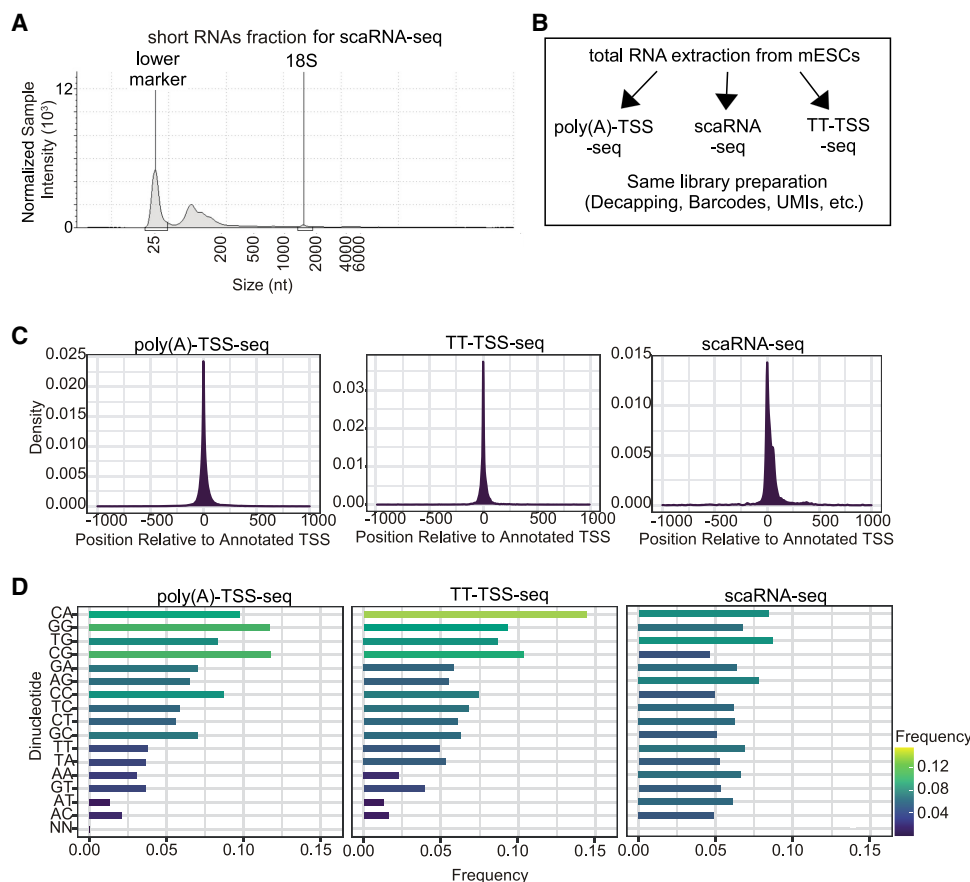 A
short RNAs fraction for scaRNA-seq
lower
marker
18S
Normalized Sample
Intensity (10³)
12
0
25
200
500
1000
2000
4000
6000
Size (nt)
B
total RNA extraction from mESCs
poly(A)-TSS
-seq
scaRNA
-seq
TT-TSS
-seq
Same library preparation
(Decapping, Barcodes, UMIs, etc.)
C
poly(A)-TSS-seq
Density
0.025
0.020
0.015
0.010
0.005
0.000
-1000 -500 0 500 1000
Position Relative to Annotated TSS
TT-TSS-seq
0.03
0.02
0.01
0.00
-1000 -500 0 500 1000
Position Relative to Annotated TSS
scaRNA-seq
0.015
0.010
0.005
0.000
-1000 -500 0 500 1000
Position Relative to Annotated TSS
D
poly(A)-TSS-seq
TT-TSS-seq
scaRNA-seq
Dinucleotide
CA
GG
TG
CG
GA
AG
CC
TC
CT
GC
TT
TA
AA
GT
AT
AC
NN
0.00 0.05 0.10 0.15
0.00 0.05 0.10 0.15
0.00 0.05 0.10 0.15
Frequency
Frequency
0.12
0.08
0.04